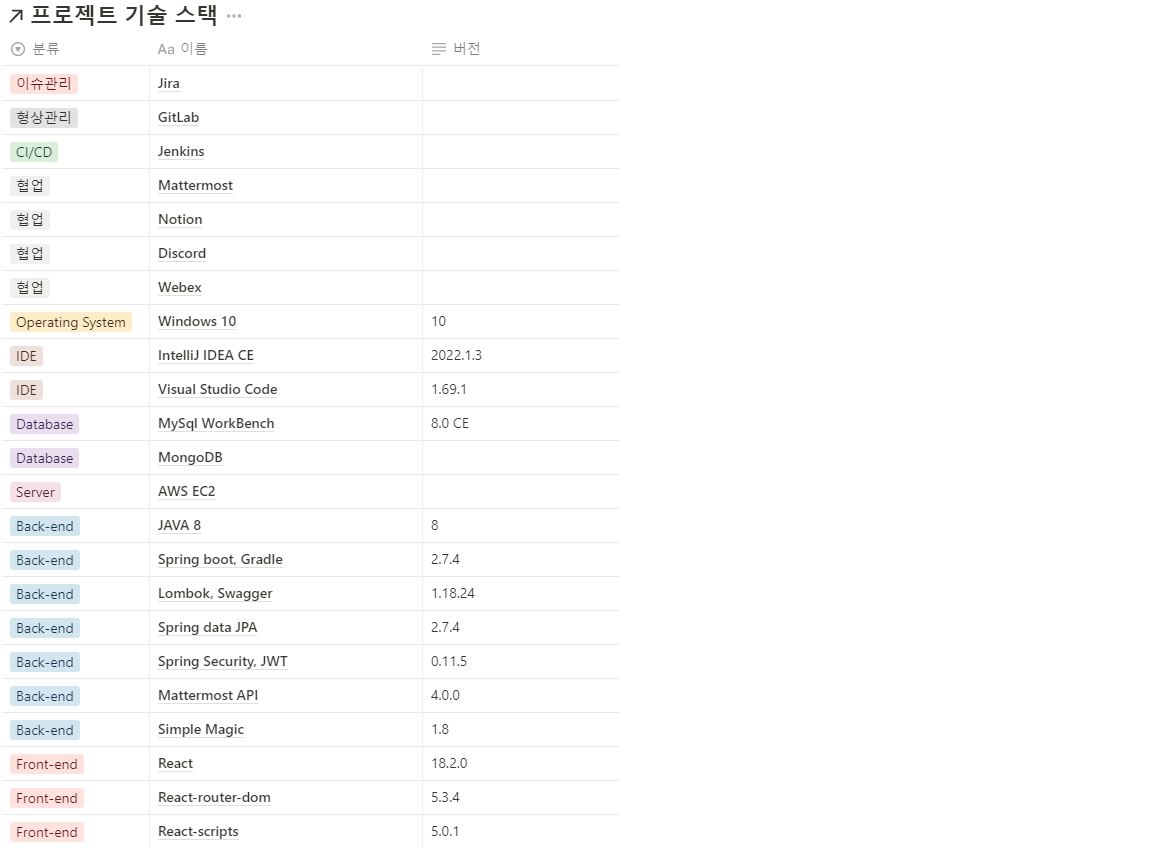 프로젝트 기술 스택
분류 Aa 이름 버전
이슈관리 Jira
형상관리 GitLab
CI/CD Jenkins
협업 Mattermost
협업 Notion
협업 Discord
협업 Webex
Operating System Windows 10 10
IDE IntelliJ IDEA CE 2022.1.3
IDE Visual Studio Code 1.69.1
Database MySql WorkBench 8.0 CE
Database MongoDB
Server AWS EC2
Back-end JAVA 8 8
Back-end Spring boot, Gradle 2.7.4
Back-end Lombok, Swagger 1.18.24
Back-end Spring data JPA 2.7.4
Back-end Spring Security, JWT 0.11.5
Back-end Mattermost API 4.0.0
Back-end Simple Magic 1.8
Front-end React 18.2.0
Front-end React-router-dom 5.3.4
Front-end React-scripts 5.0.1